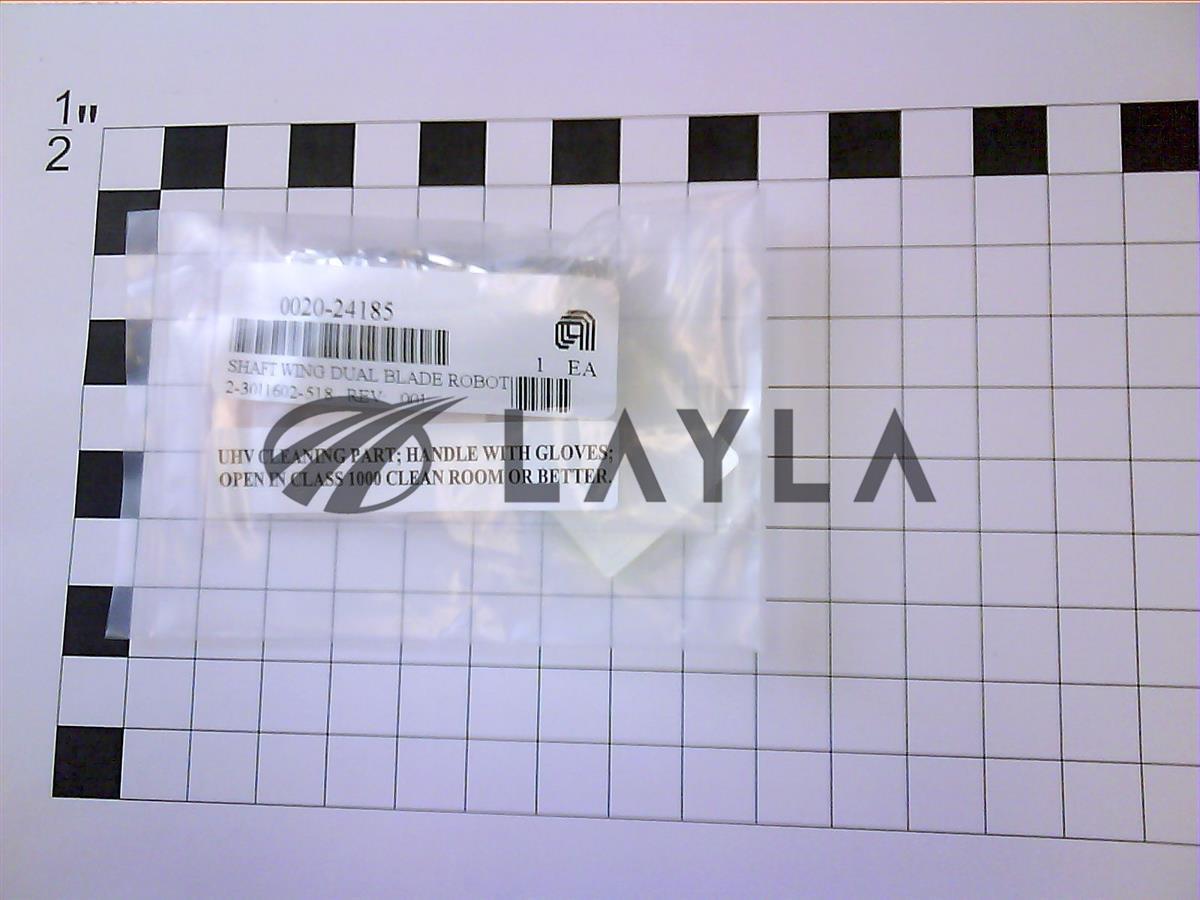 1"
2
0020-24185
1 EA
SHAFT WING DUAL BLADE ROBOT
2-3011602-518 REV: 001
UHV CLEANING PART; HANDLE WITH GLOVES;
OPEN IN CLASS 1000 CLEAN ROOM OR BETTER.
LAYLA